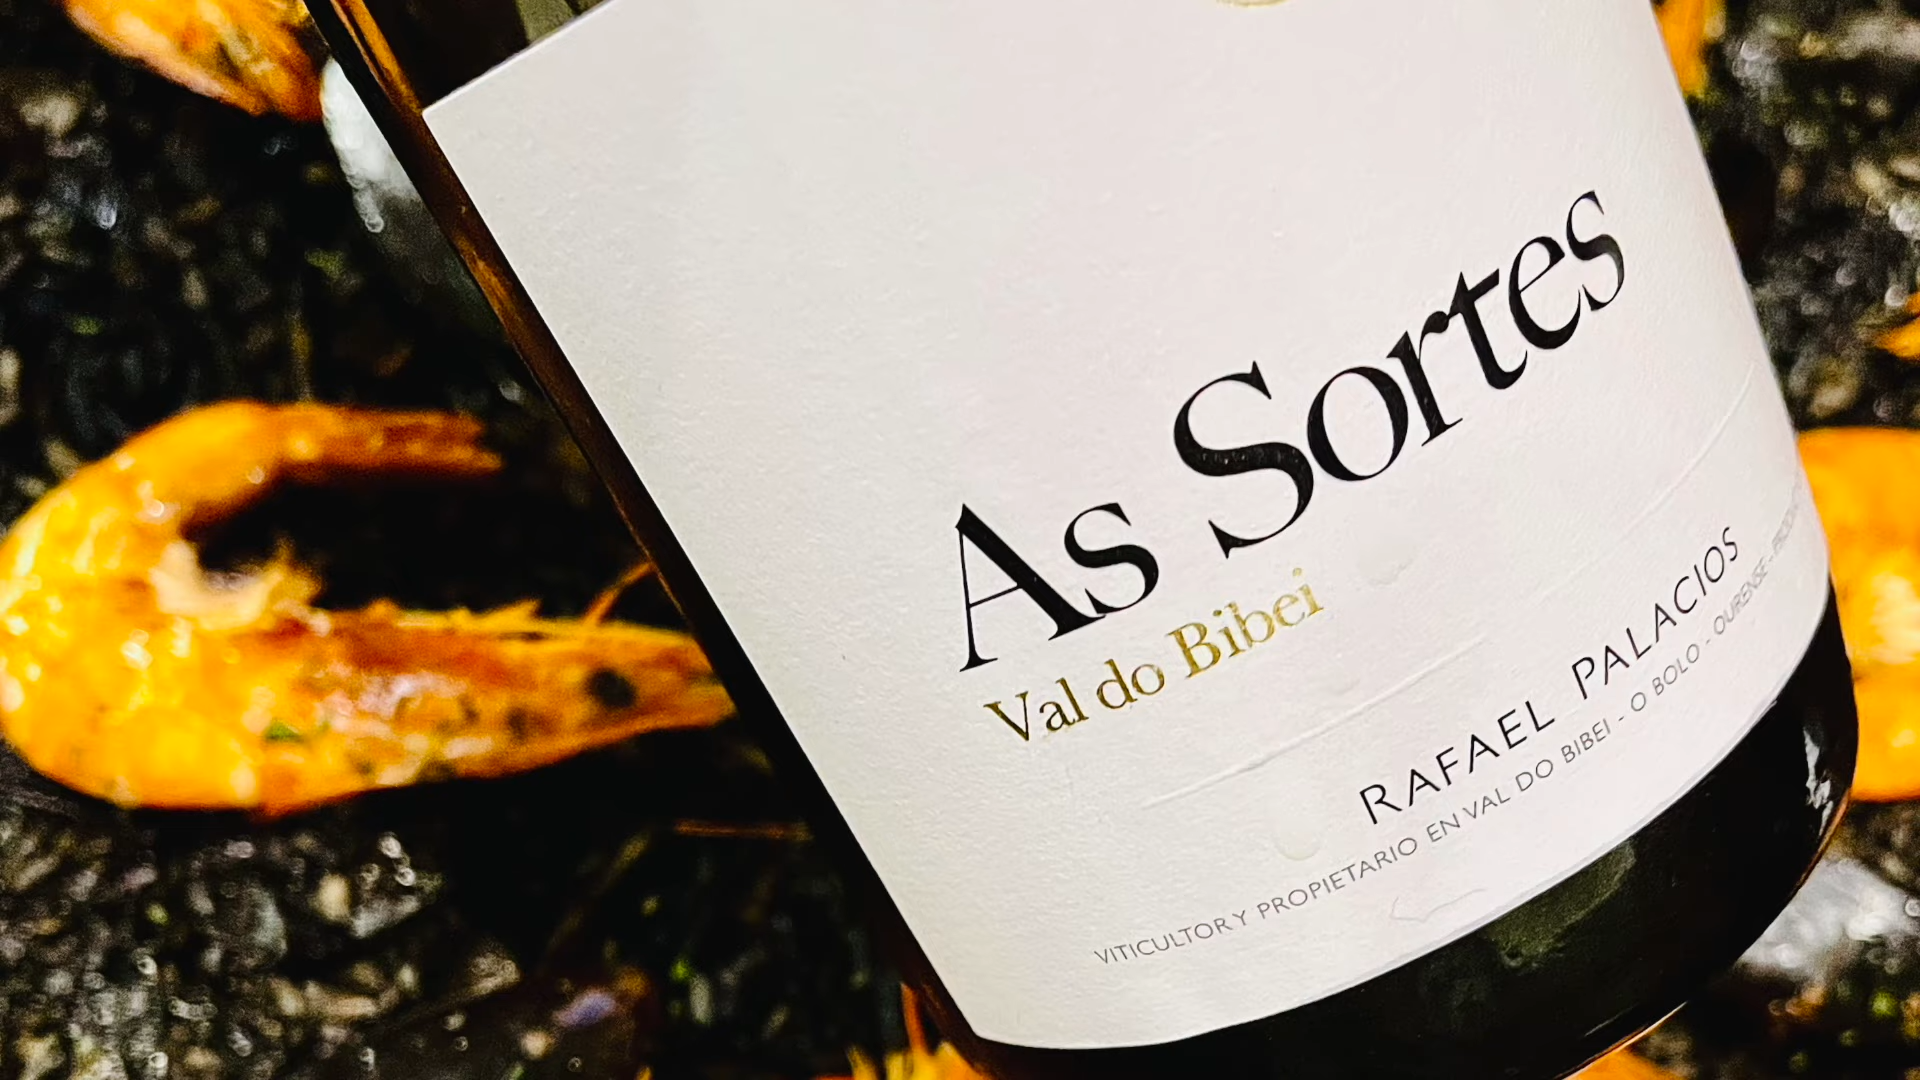 As Sortes
Val do Bibei
RAFAEL PALACIOS
VITICULTOR Y PROPIETARIO EN VAL DO BIBEI - O BOLO - OURENSE -